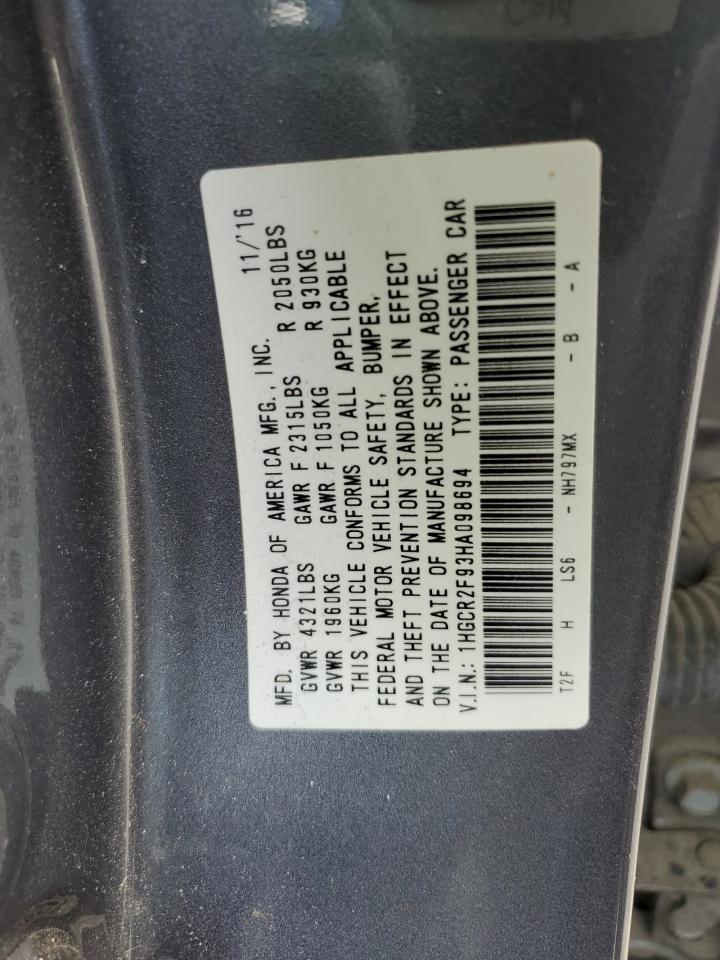 MFD. BY HONDA OF AMERICA MFG., INC. 11/'16
GVWR 4321LBS GAWR F 2315LBS R 2050LBS
GVWR 1960KG GAWR F 1050KG R 930KG
THIS VEHICLE CONFORMS TO ALL APPLICABLE
FEDERAL MOTOR VEHICLE SAFETY, BUMPER,
AND THEFT PREVENTION STANDARDS IN EFFECT
ON THE DATE OF MANUFACTURE SHOWN ABOVE.
V.I.N.: 1HGCR2F93HA098694 TYPE: PASSENGER CAR
T2F H LS6 - NH797MX - B - A